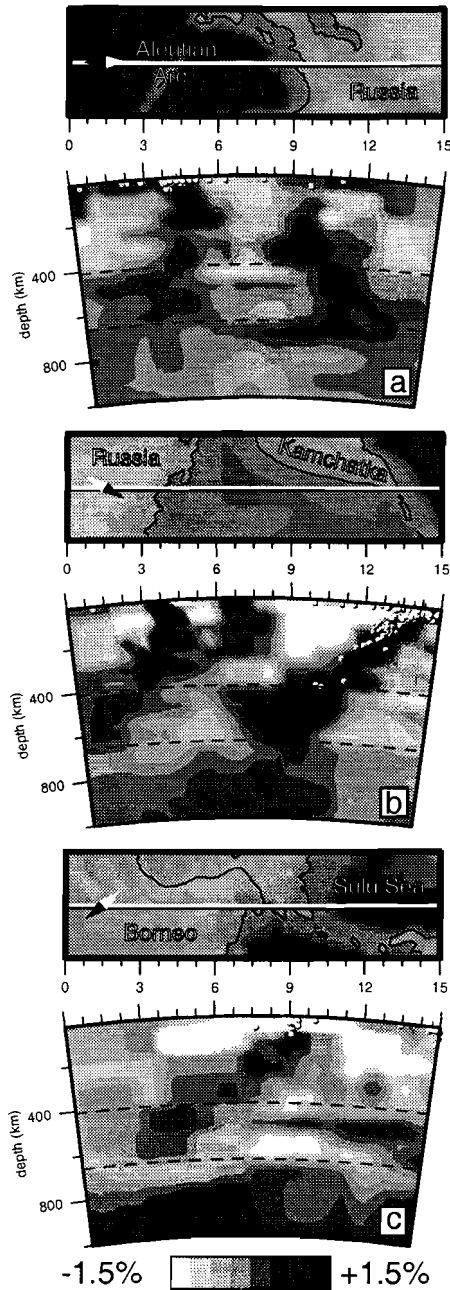 Aleutian
Arc
Russia
0 3 6 9 12 15
depth (km)
400
800
a
Russia
Kamchatka
0 3 6 9 12 15
depth (km)
400
800
b
Sulu Sea
Borneo
0 3 6 9 12 15
depth (km)
400
800
c
-1.5% +1.5%